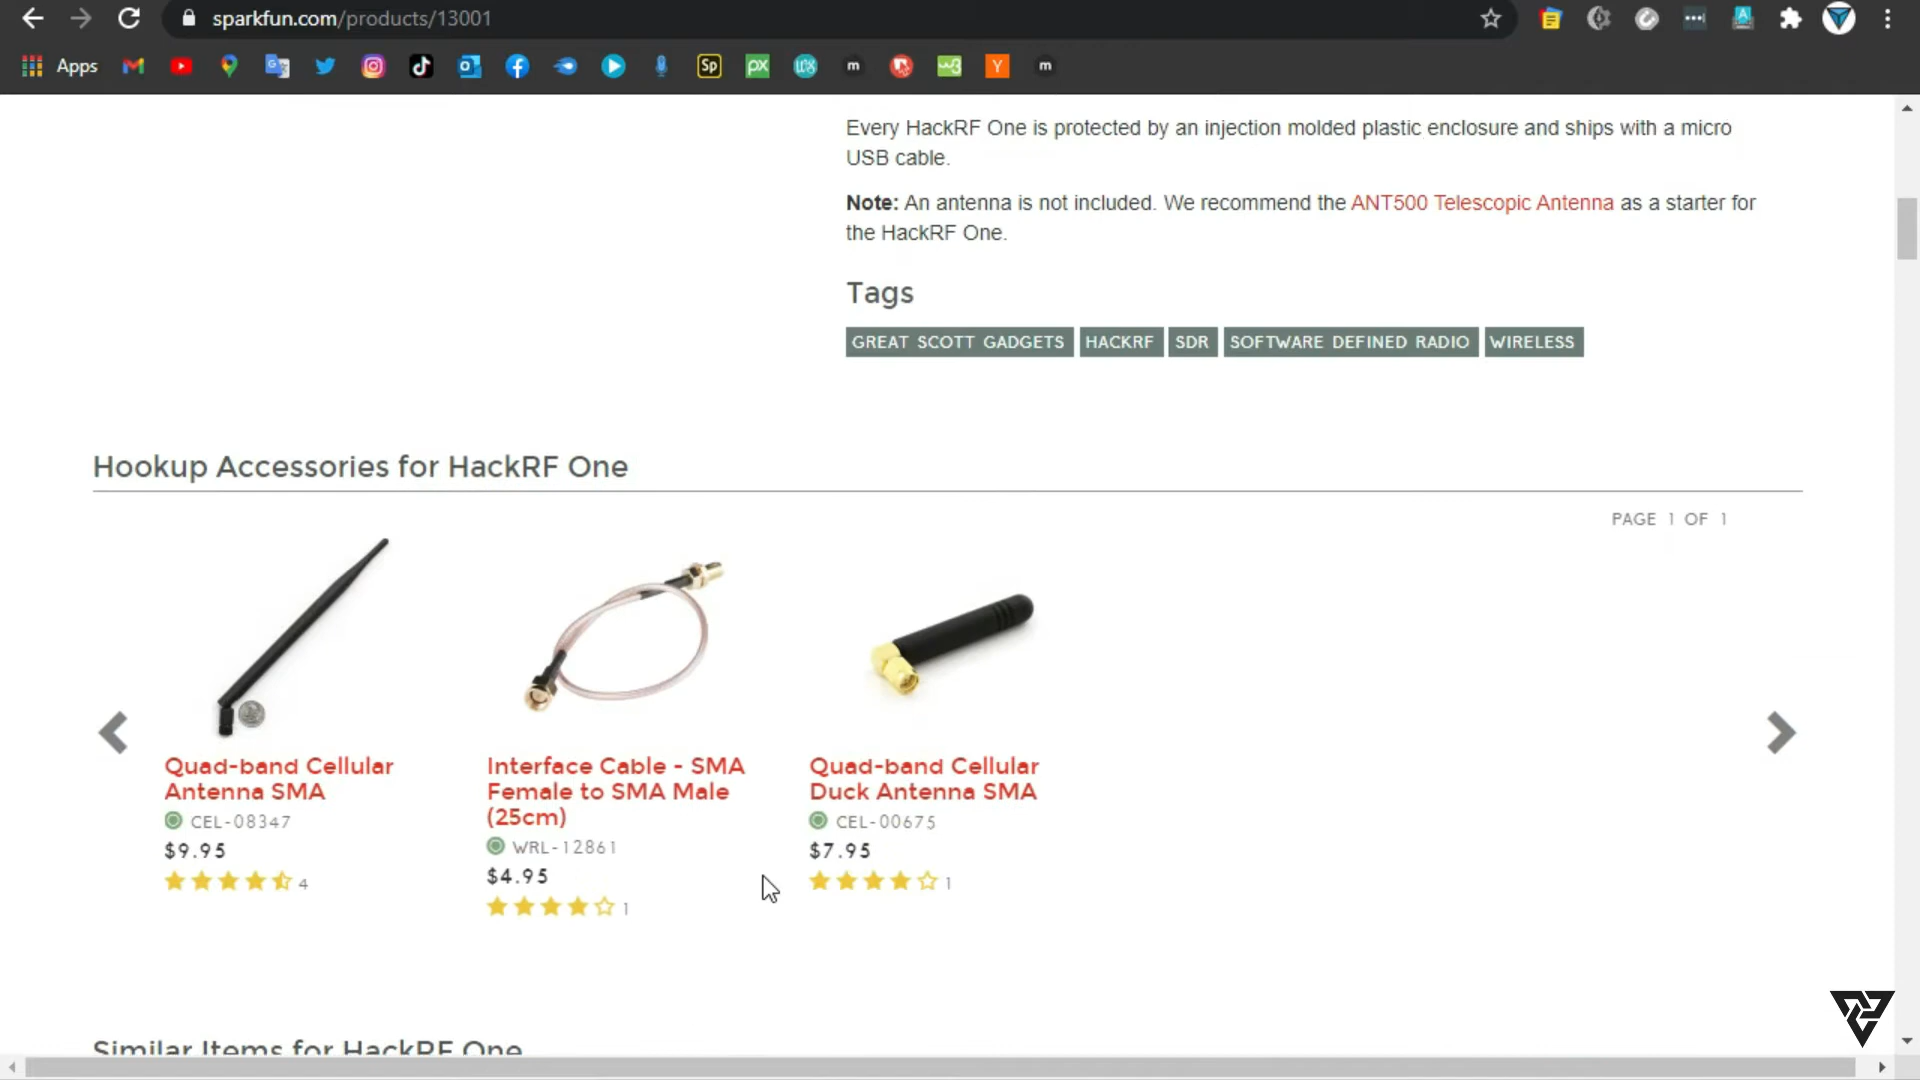 sparkfun.com/products/13001
Apps
Every HackRF One is protected by an injection molded plastic enclosure and ships with a micro
USB cable.
Note: An antenna is not included. We recommend the ANT500 Telescopic Antenna as a starter for
the HackRF One.
Tags
GREAT SCOTT GADGETS HACKRF SDR SOFTWARE DEFINED RADIO WIRELESS
Hookup Accessories for HackRF One
PAGE 1 OF 1
Quad-band Cellular
Antenna SMA
CEL-08347
$9.95
4
Interface Cable - SMA
Female to SMA Male
(25cm)
WRL-12861
$4.95
1
Quad-band Cellular
Duck Antenna SMA
CEL-00675
$7.95
1
Similar Items for HackRF One